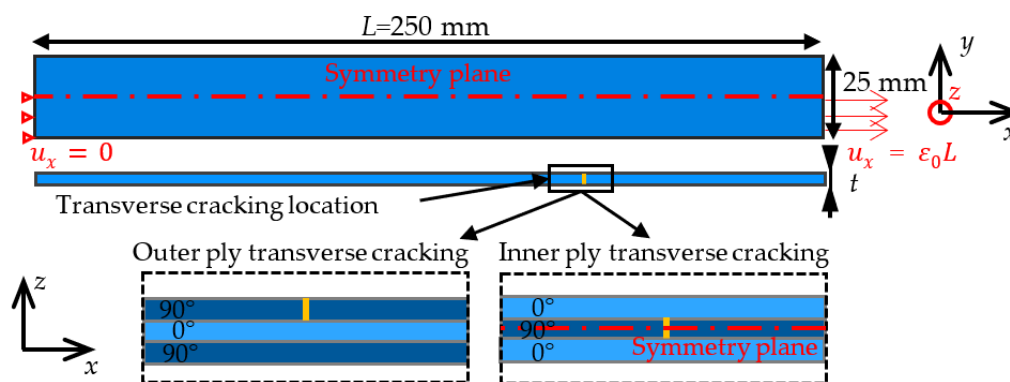 L=250 mm
Symmetry plane
25 mm
y
z
x
u_x = 0
u_x = ε_0L
t
Transverse cracking location
Outer ply transverse cracking
Inner ply transverse cracking
z
x
90°
0°
90°
0°
90°
0°
Symmetry plane